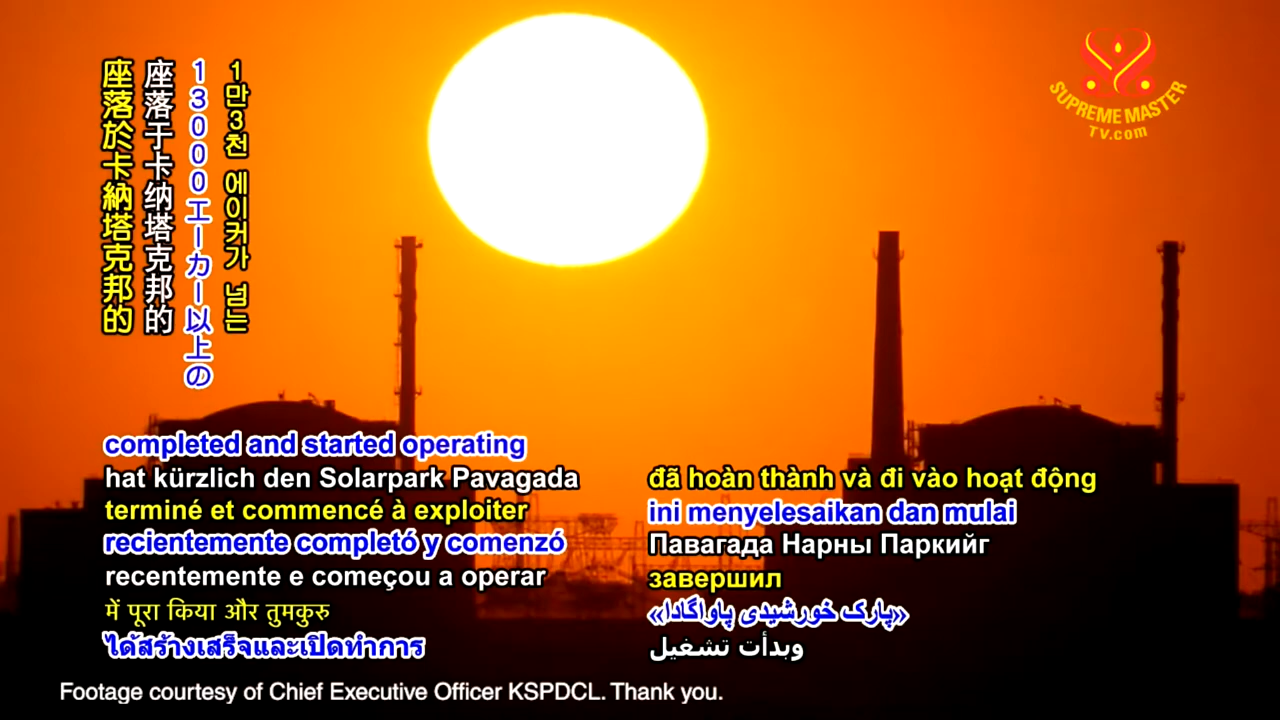 座落於卡納塔克邦的
座落于卡纳塔克邦的
13000エーカー以上の
1만3천 에이커가 넘는
SUPREME MASTER
TV.com
completed and started operating
hat kürzlich den Solarpark Pavagada
terminé et commencé à exploiter
recientemente completó y comenzó
recentemente e começou a operar
में पूरा किया और तुमकुरु
ได้สร้างเสร็จและเปิดทำการ
đã hoàn thành và đi vào hoạt động
ini menyelesaikan dan mulai
Павагада Нарны Паркийг
завершил
«پارک خورشیدی پاواگادا»
وبدأت تشغيل
Footage courtesy of Chief Executive Officer KSPDCL. Thank you.